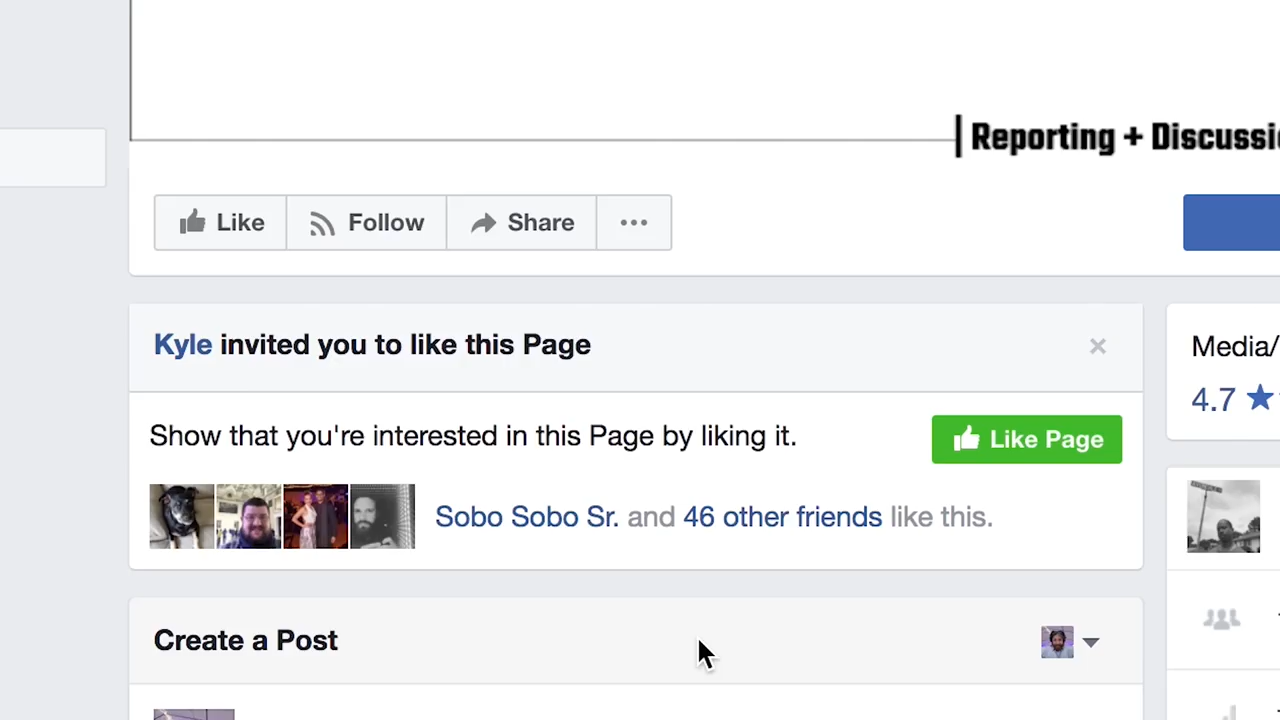 Reporting + Discussi
Like Follow Share
Kyle invited you to like this Page
Show that you're interested in this Page by liking it.
Like Page
Sobo Sobo Sr. and 46 other friends like this.
Create a Post
Media/
4.7